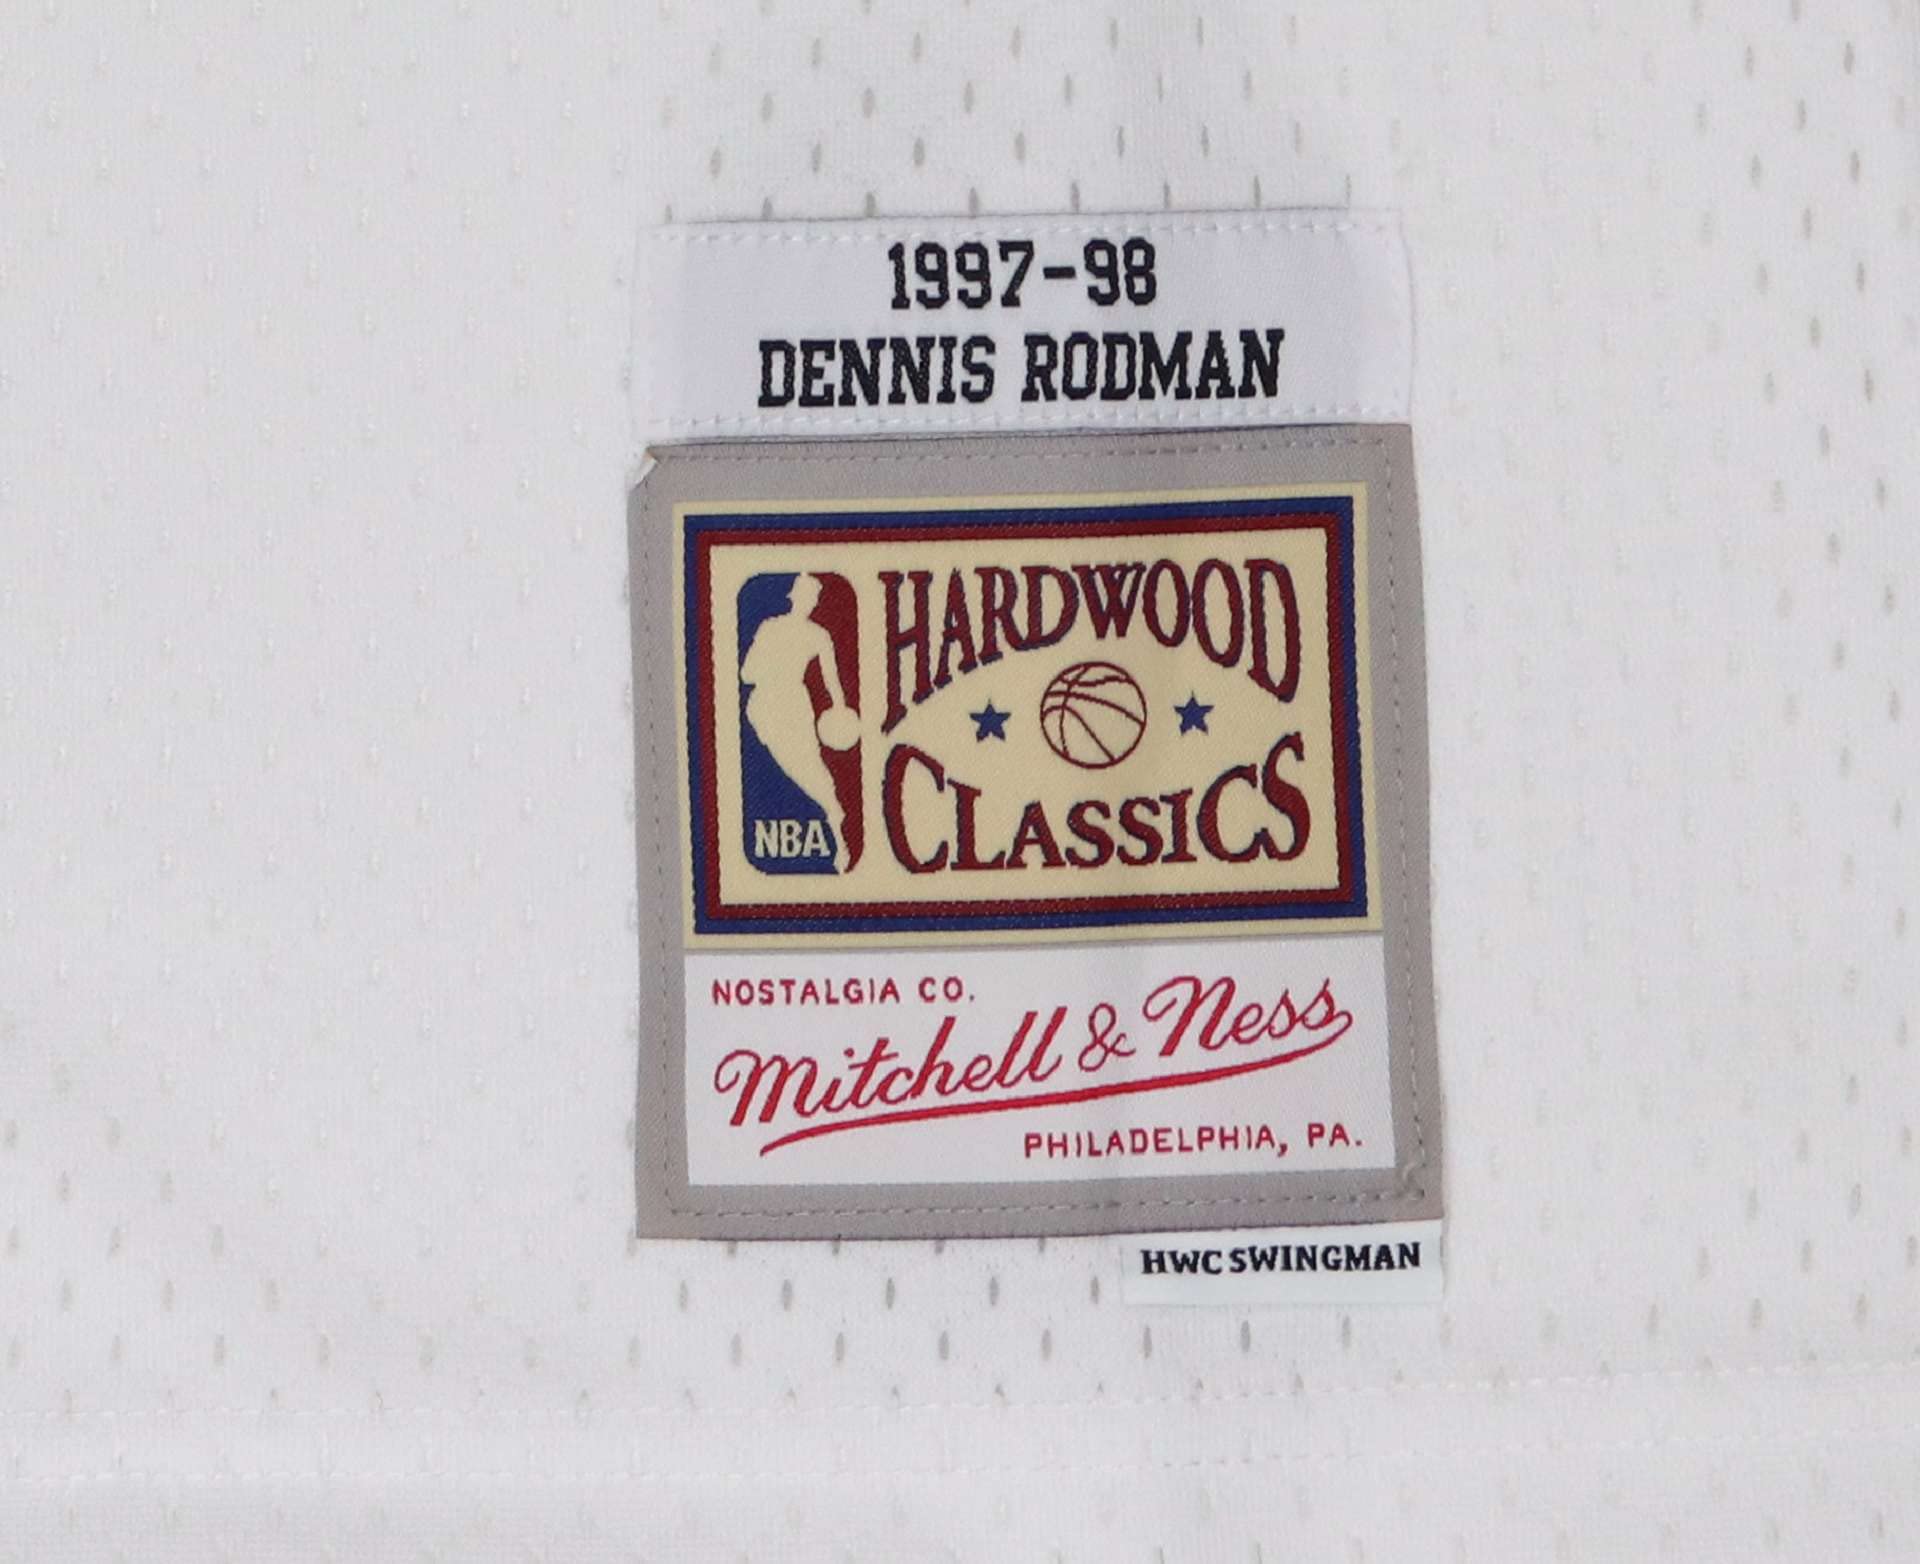 1997-98
DENNIS RODMAN
HARDWOOD
CLASSICS
NBA
NOSTALGIA CO.
Mitchell & Ness
PHILADELPHIA, PA.
HWC SWINGMAN